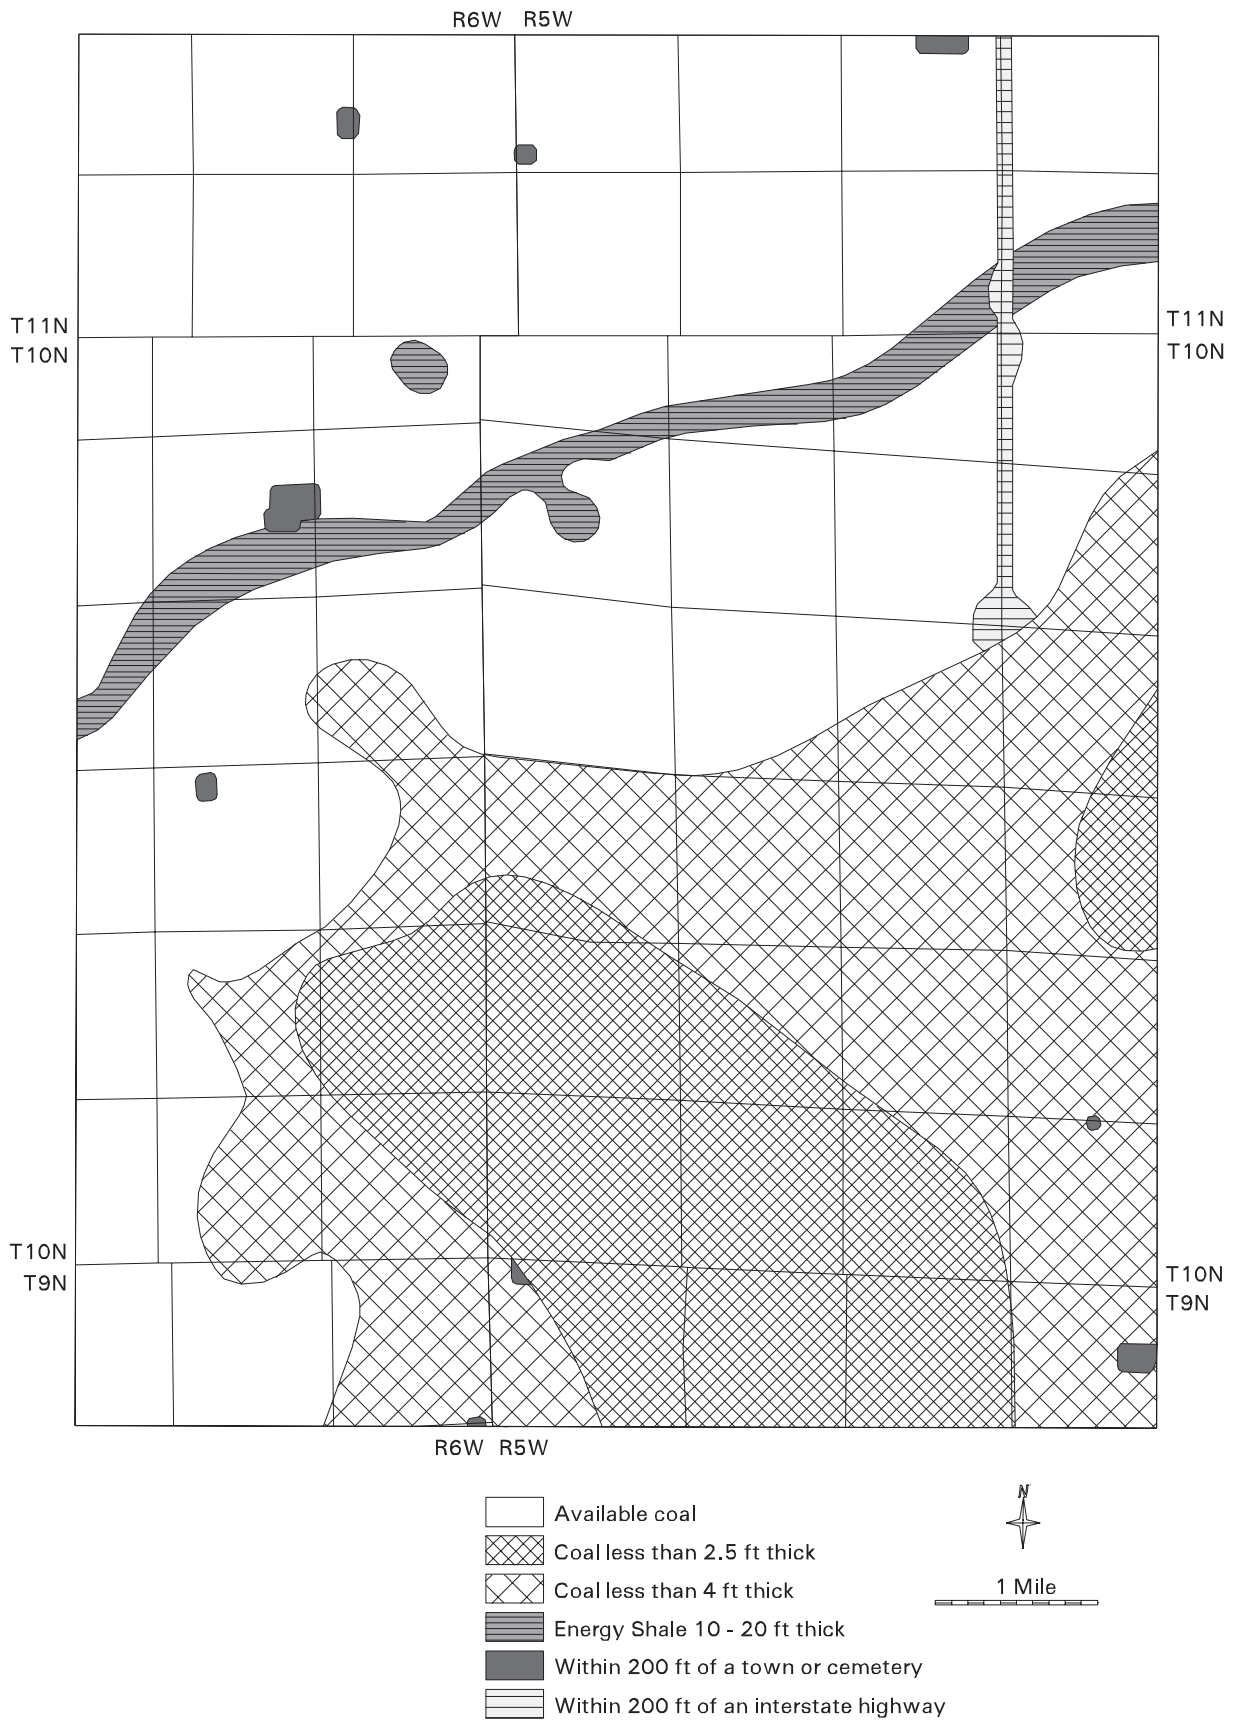 R6W R5W
T11N
T10N
T11N
T10N
T10N
T9N
T10N
T9N
R6W R5W
Available coal
Coal less than 2.5 ft thick
Coal less than 4 ft thick
Energy Shale 10 - 20 ft thick
Within 200 ft of a town or cemetery
Within 200 ft of an interstate highway
N
1 Mile